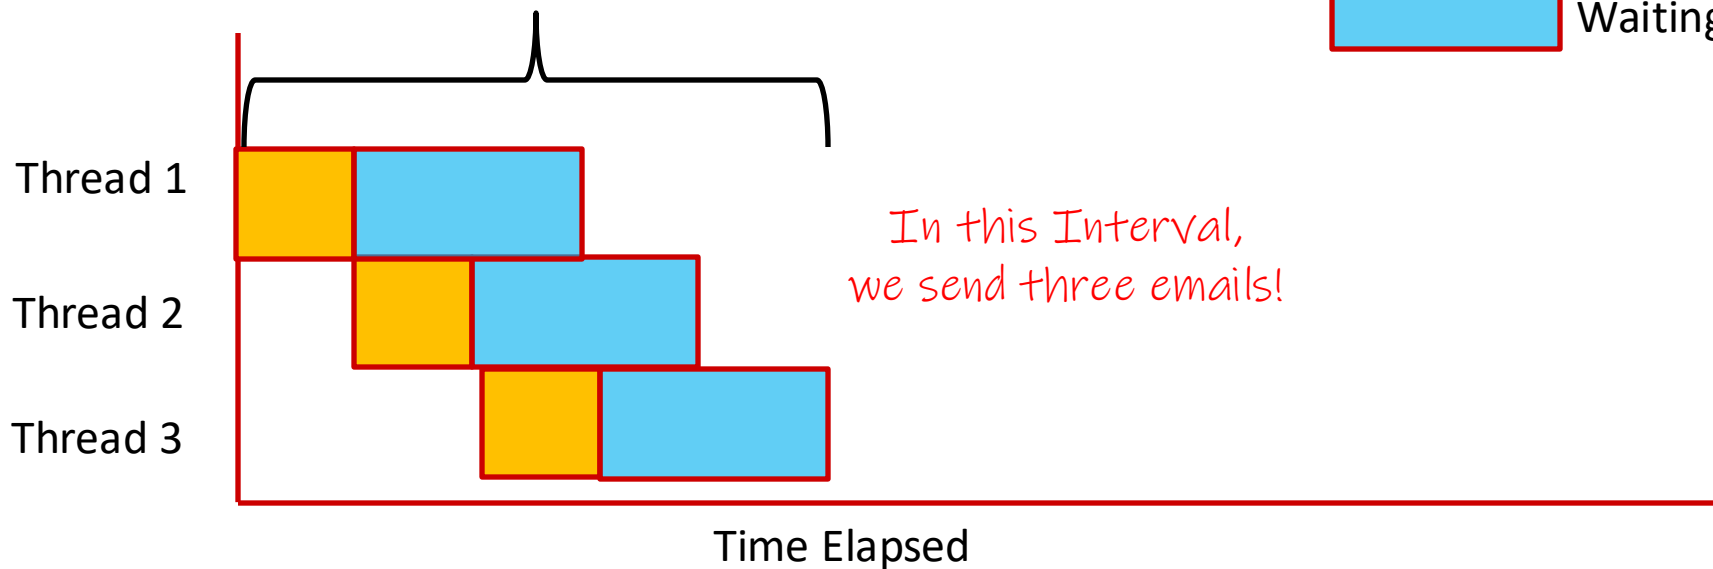 Waiting
Thread 1
In this Interval,
we send three emails!
Thread 2
Thread 3
Time Elapsed